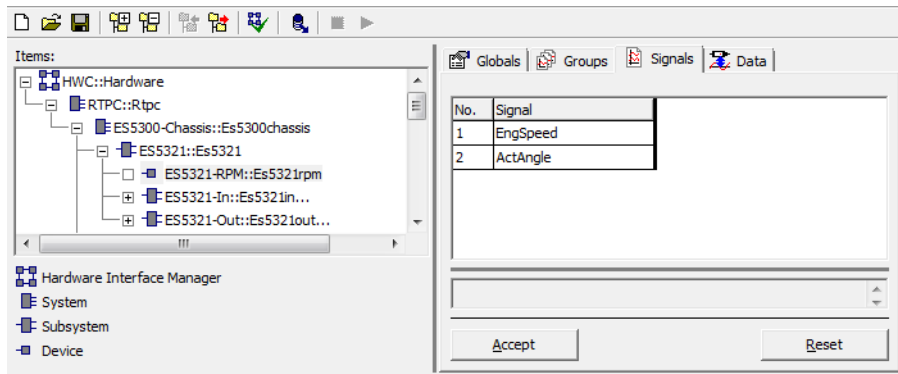 Items:
HWC::Hardware
RTPC::Rtpc
ES5300-Chassis::Es5300chassis
ES5321::Es5321
ES5321-RPM::Es5321rpm
ES5321-In::Es5321in...
ES5321-Out::Es5321out...
Hardware Interface Manager
System
Subsystem
Device
Globals Groups Signals Data
No. Signal
1 EngSpeed
2 ActAngle
Accept Reset